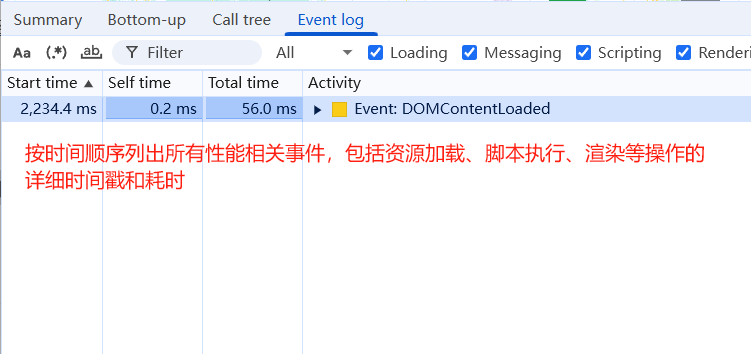 Summary Bottom-up Call tree Event log
Aa (.*) ab Filter All Loading Messaging Scripting Renderi
Start time ▲ Self time Total time Activity
2,234.4 ms 0.2 ms 56.0 ms ▶ Event: DOMContentLoaded
按时间顺序列出所有性能相关事件，包括资源加载、脚本执行、渲染等操作的
详细时间戳和耗时